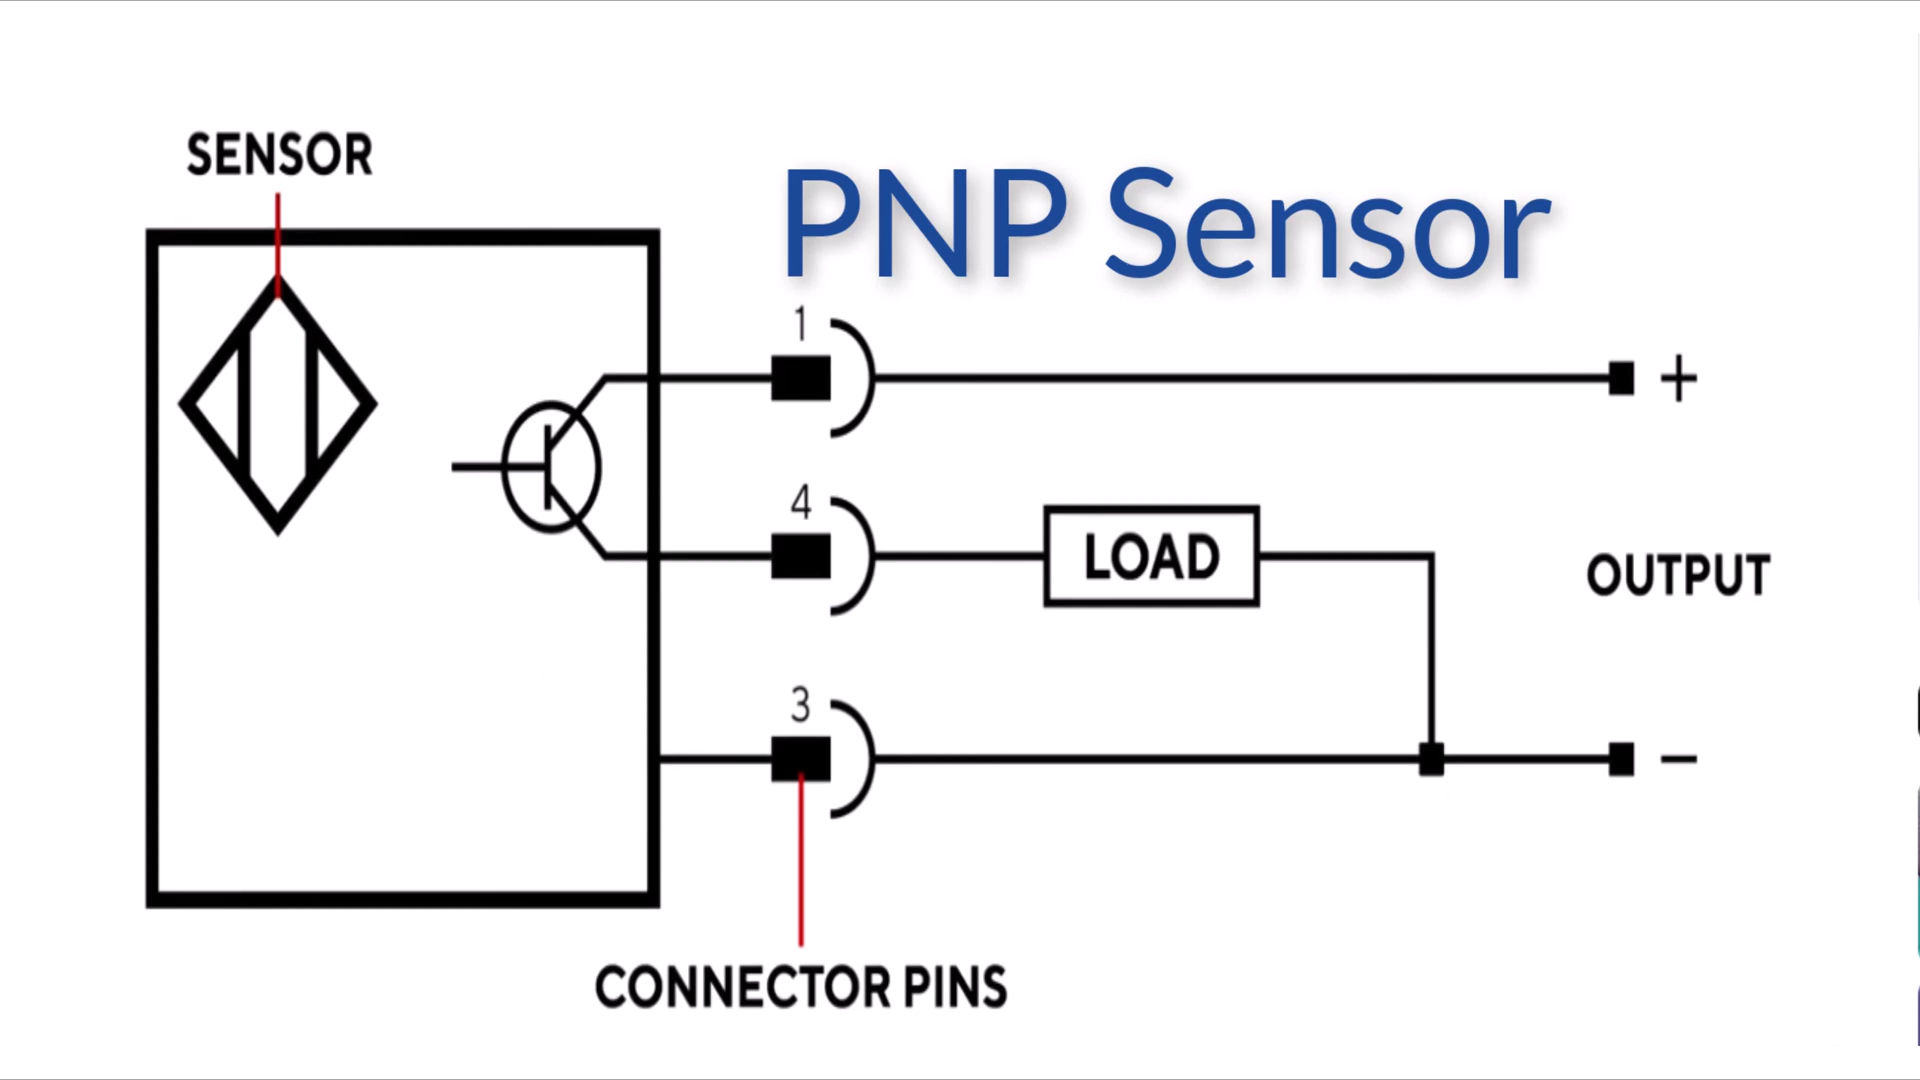 SENSOR
PNP Sensor
1
+
4
LOAD
OUTPUT
3
−
CONNECTOR PINS